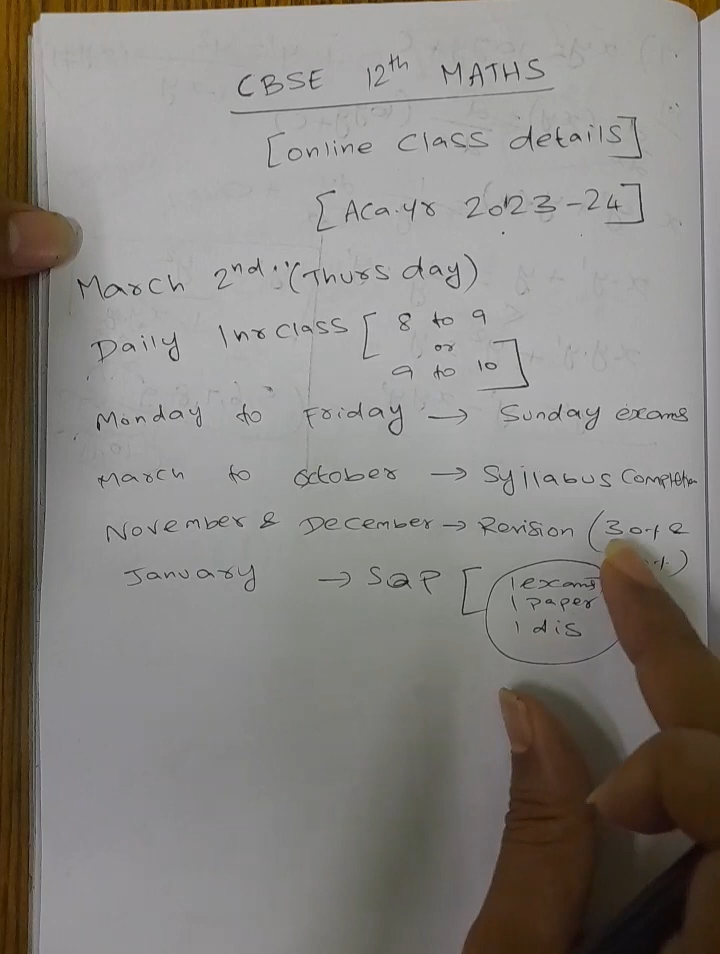 CBSE 12th MATHS
[online class details]
[Aca.yr 2023-24]
March 2nd. (Thursday)
Daily 1hr class [ 8 to 9
or
9 to 10 ]
Monday to Friday → Sunday exams
March to october → Syllabus Completion
November & December → Revision (30% &
%)
January → SQP [ 1 exams
1 paper
1 dis